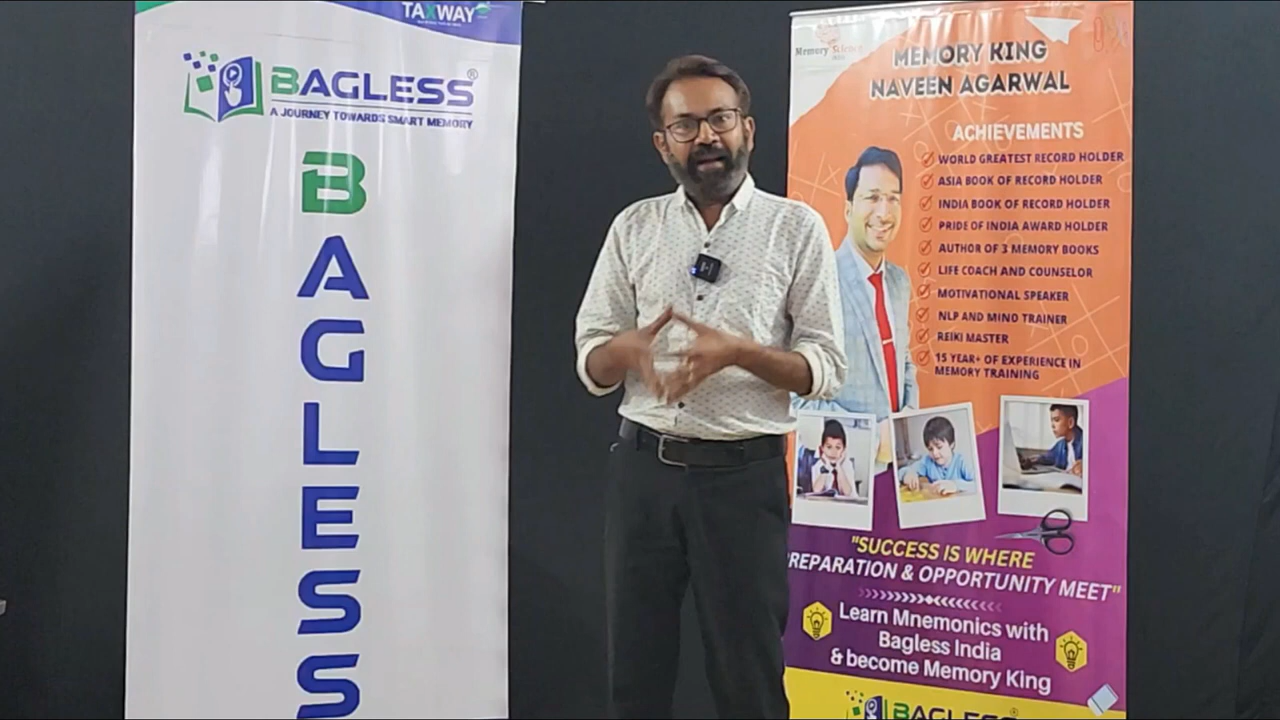 TAXWAY
BAGLESS®
A JOURNEY TOWARDS SMART MEMORY
B
A
G
L
E
S
S
Memory Science
MEMORY KING
NAVEEN AGARWAL
ACHIEVEMENTS
WORLD GREATEST RECORD HOLDER
ASIA BOOK OF RECORD HOLDER
INDIA BOOK OF RECORD HOLDER
PRIDE OF INDIA AWARD HOLDER
AUTHOR OF 3 MEMORY BOOKS
LIFE COACH AND COUNSELOR
MOTIVATIONAL SPEAKER
NLP AND MIND TRAINER
REIKI MASTER
15 YEAR+ OF EXPERIENCE IN
MEMORY TRAINING
"SUCCESS IS WHERE
REPARATION & OPPORTUNITY MEET"
Learn Mnemonics with
Bagless India
& become Memory King
BAGLESS